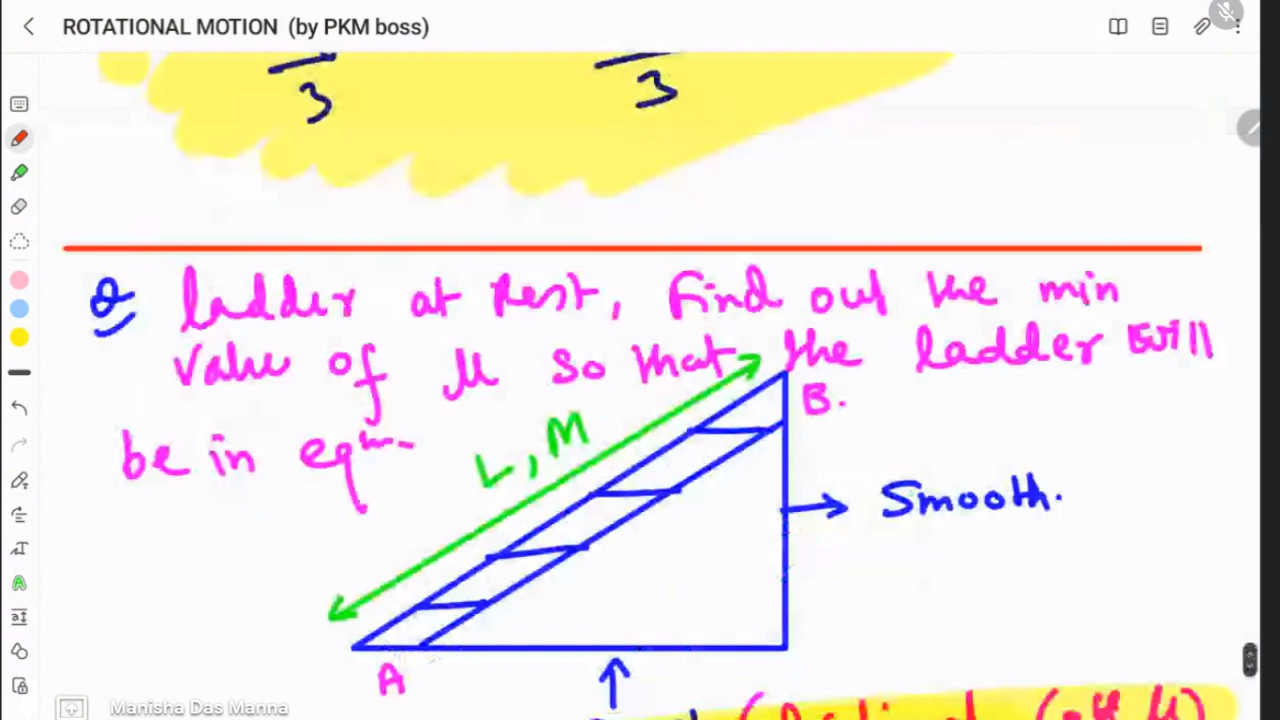 ROTATIONAL MOTION (by PKM boss)
3 3
Q ladder at Rest, Find out the min
value of μ so that the ladder will
be in eqm
L, M
B.
Smooth.
A
Manisha Das Manna